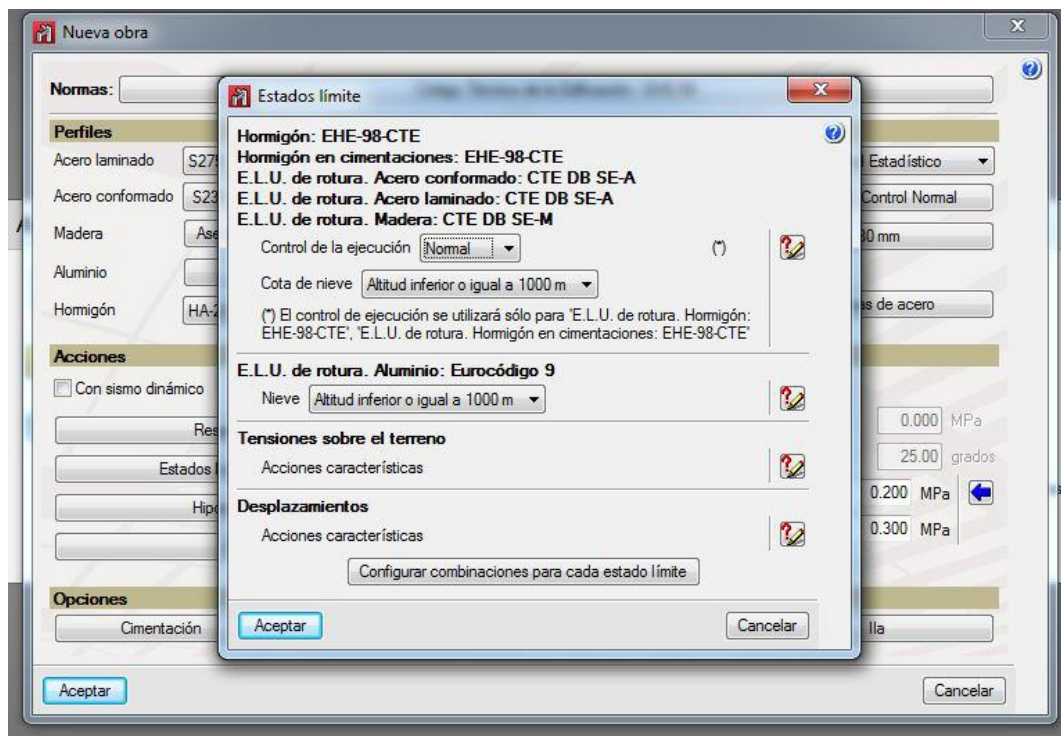 Nueva obra
Normas:
Estados límite
Perfiles
Acero laminado
Acero conformado
Madera
Aluminio
Hormigón
HA-2
Estadístico
Control Normal
as de acero
Hormigón: EHE-98-CTE
Hormigón en cimentaciones: EHE-98-CTE
E.L.U. de rotura. Acero conformado: CTE DB SE-A
E.L.U. de rotura. Acero laminado: CTE DB SE-A
E.L.U. de rotura. Madera: CTE DB SE-M
Control de la ejecución Normal (*)
Cota de nieve Altitud inferior o igual a 1000 m
(*) El control de ejecución se utilizará sólo para 'E.L.U. de rotura. Hormigón:
EHE-98-CTE', 'E.L.U. de rotura. Hormigón en cimentaciones: EHE-98-CTE'
E.L.U. de rotura. Aluminio: Eurocódigo 9
Nieve Altitud inferior o igual a 1000 m
Tensiones sobre el terreno
Acciones características
Desplazamientos
Acciones características
Configurar combinaciones para cada estado límite
Aceptar Cancelar
Acciones
Con sismo dinámico
Res
Estados l
Hipó
0.000 MPa
25.00 grados
0.200 MPa
0.300 MPa
Opciones
Cimentación
lla
Aceptar Cancelar